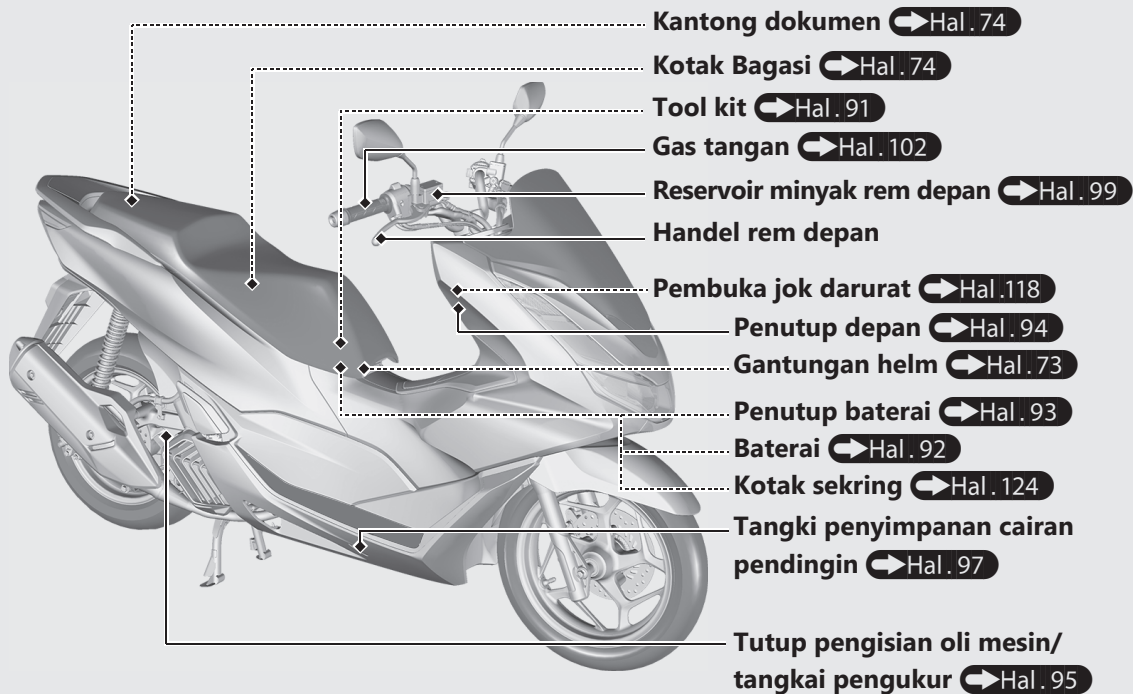 Kantong dokumen Hal. 74
Kotak Bagasi Hal. 74
Tool kit Hal. 91
Gas tangan Hal. 102
Reservoir minyak rem depan Hal. 99
Handel rem depan
Pembuka jok darurat Hal.118
Penutup depan Hal. 94
Gantungan helm Hal. 73
Penutup baterai Hal. 93
Baterai Hal. 92
Kotak sekring Hal. 124
Tangki penyimpanan cairan
pendingin Hal. 97
Tutup pengisian oli mesin/
tangkai pengukur Hal. 95